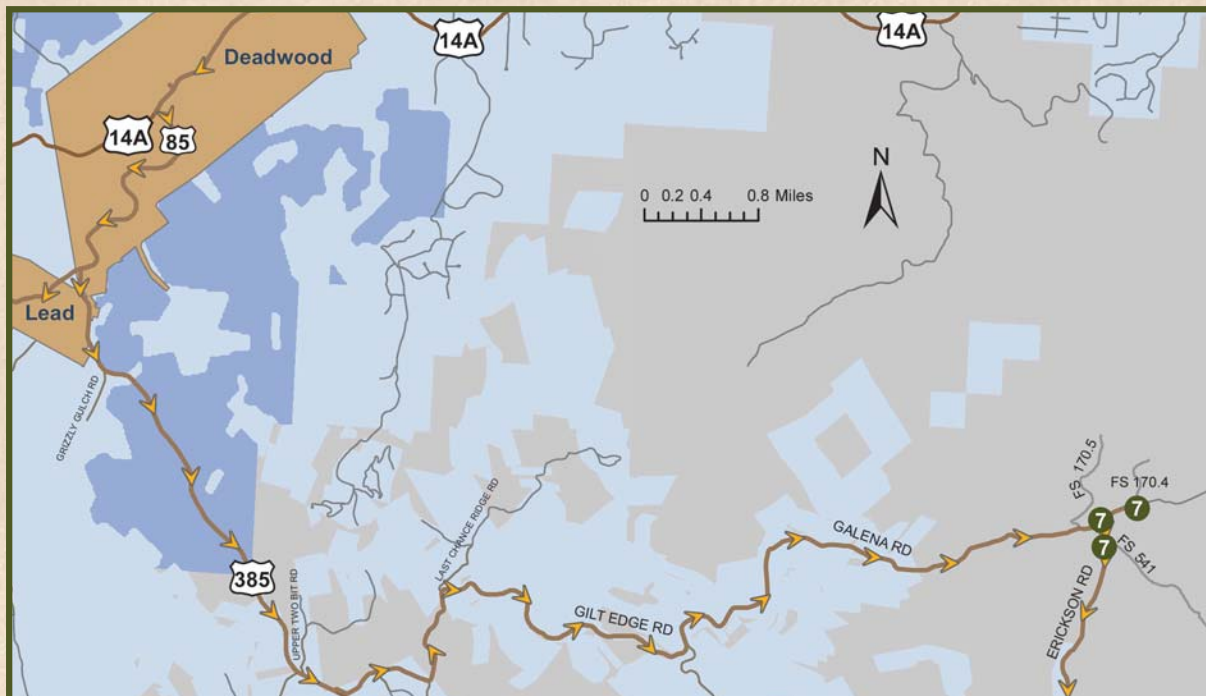 14A
14A
Deadwood
14A
85
N
0 0.2 0.4 0.8 Miles
Lead
GRIZZLY GULCH RD
FS 170.5
FS 170.4
7
7
7
LAST CHANCE RIDGE RD
GALENA RD
FS 541
385
UPPER TWO BIT RD
GILT EDGE RD
ERICKSON RD